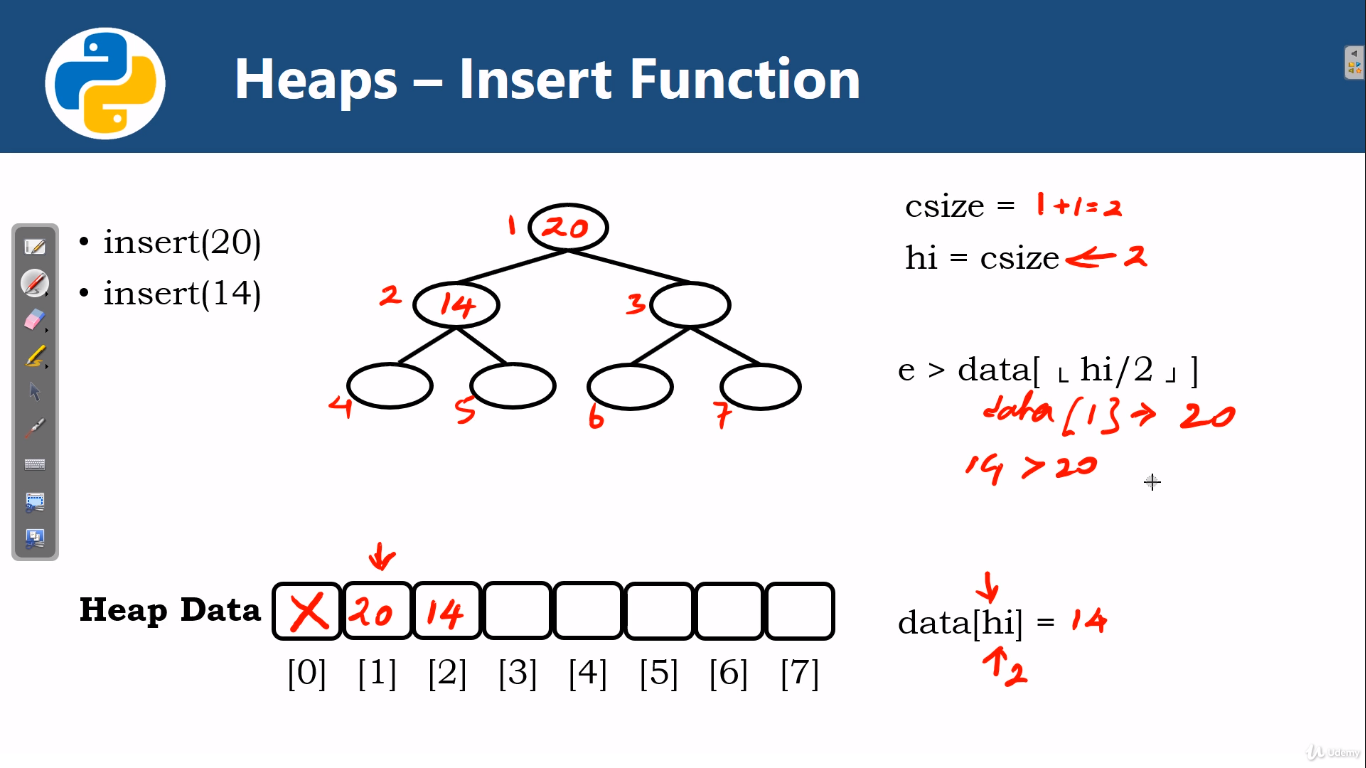 Heaps – Insert Function
• insert(20)
• insert(14)
1 20
2 14 3
4 5 6 7
csize = 1+1=2
hi = csize ← 2
e > data[ ⌞ hi/2 ⌟ ]
data [1] → 20
14 > 20
Heap Data X 20 14
[0] [1] [2] [3] [4] [5] [6] [7]
data[hi] = 14
2
Udemy